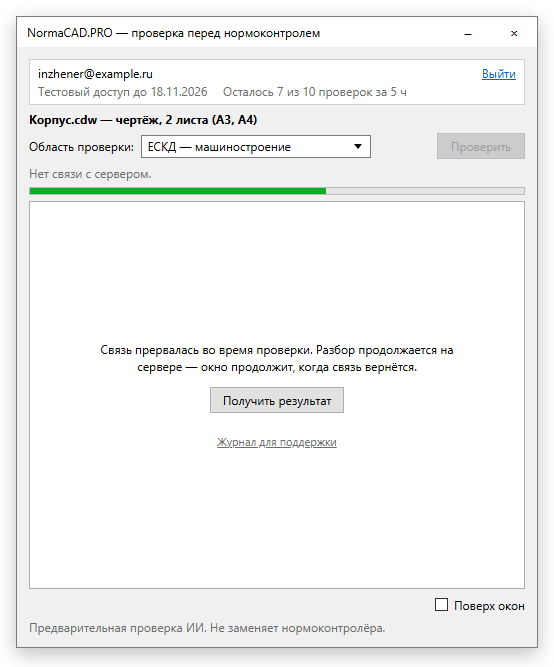 NormaCAD.PRO — проверка перед нормоконтролем
inzhener@example.ru
Выйти
Тестовый доступ до 18.11.2026 Осталось 7 из 10 проверок за 5 ч
Корпус.cdw — чертёж, 2 листа (А3, А4)
Область проверки: ЕСКД — машиностроение Проверить
Нет связи с сервером.
Связь прервалась во время проверки. Разбор продолжается на
сервере — окно продолжит, когда связь вернётся.
Получить результат
Журнал для поддержки
Поверх окон
Предварительная проверка ИИ. Не заменяет нормоконтролёра.